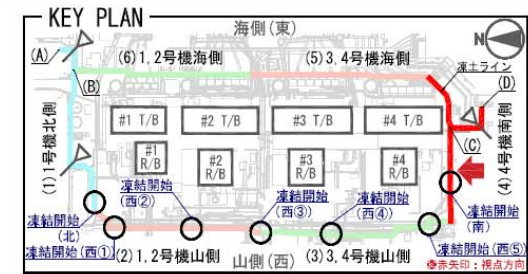 KEY PLAN
海側(東)
N
(A)
(6)1,2号機海側
(5)3,4号機海側
凍土ライン
(B)
(D)
#1 T/B
#2 T/B
#3 T/B
#4 T/B
(C)
(1)1号機北側
#1
R/B
#2
R/B
#3
R/B
#4
R/B
(4)4号機南側
凍結開始
(西②)
凍結開始
(西③)
凍結開始
(西④)
凍結開始
(南)
凍結開始
(北)
凍結開始(西①)
(2)1,2号機山側
(3)3,4号機山側
凍結開始(西⑤)
山側(西)
※赤矢印:視点方向